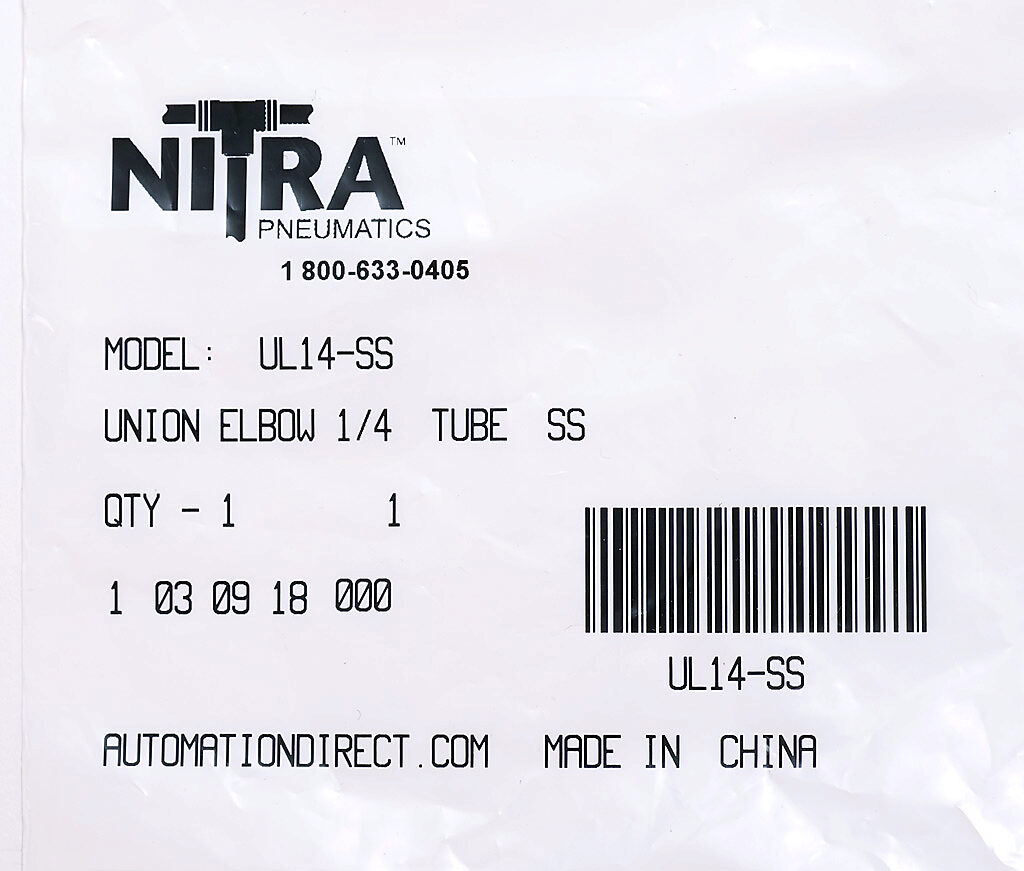 NITRA™
PNEUMATICS
1 800-633-0405
MODEL: UL14-SS
UNION ELBOW 1/4 TUBE SS
QTY - 1 1
1 03 09 18 000
UL14-SS
AUTOMATIONDIRECT.COM MADE IN CHINA